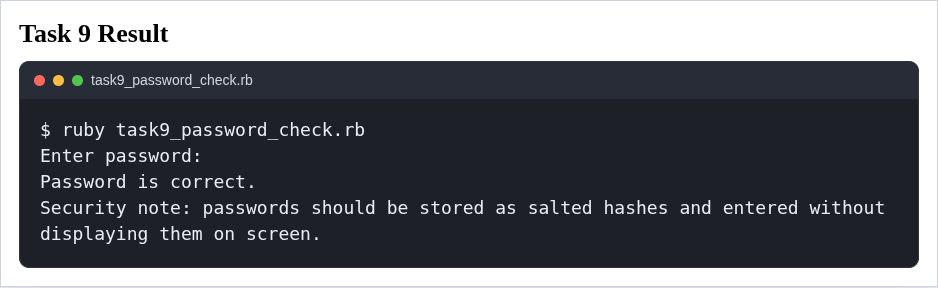 Task 9 Result
task9_password_check.rb
$ ruby task9_password_check.rb
Enter password:
Password is correct.
Security note: passwords should be stored as salted hashes and entered without
displaying them on screen.